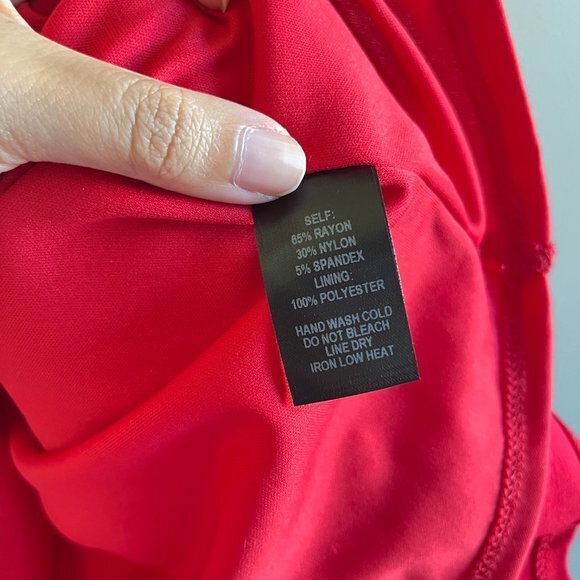 SELF:
65% RAYON
30% NYLON
5% SPANDEX
LINING:
100% POLYESTER
HAND WASH COLD
DO NOT BLEACH
LINE DRY
IRON LOW HEAT